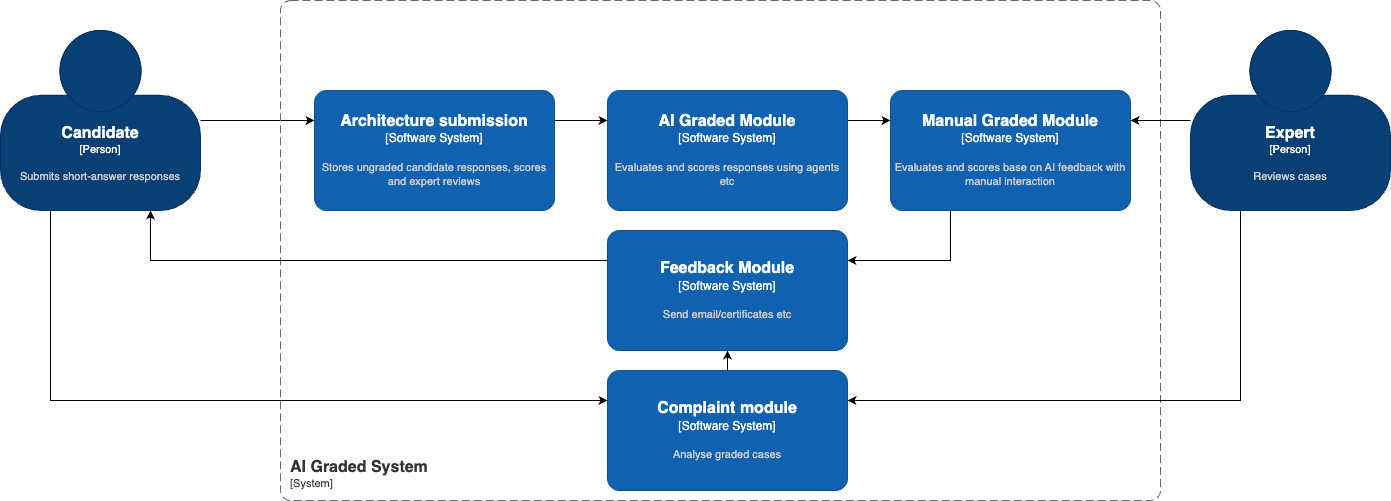 Candidate
[Person]
Submits short-answer responses
Architecture submission
[Software System]
Stores ungraded candidate responses, scores
and expert reviews
AI Graded Module
[Software System]
Evaluates and scores responses using agents
etc
Manual Graded Module
[Software System]
Evaluates and scores base on AI feedback with
manual interaction
Expert
[Person]
Reviews cases
Feedback Module
[Software System]
Send email/certificates etc
Complaint module
[Software System]
Analyse graded cases
AI Graded System
[System]